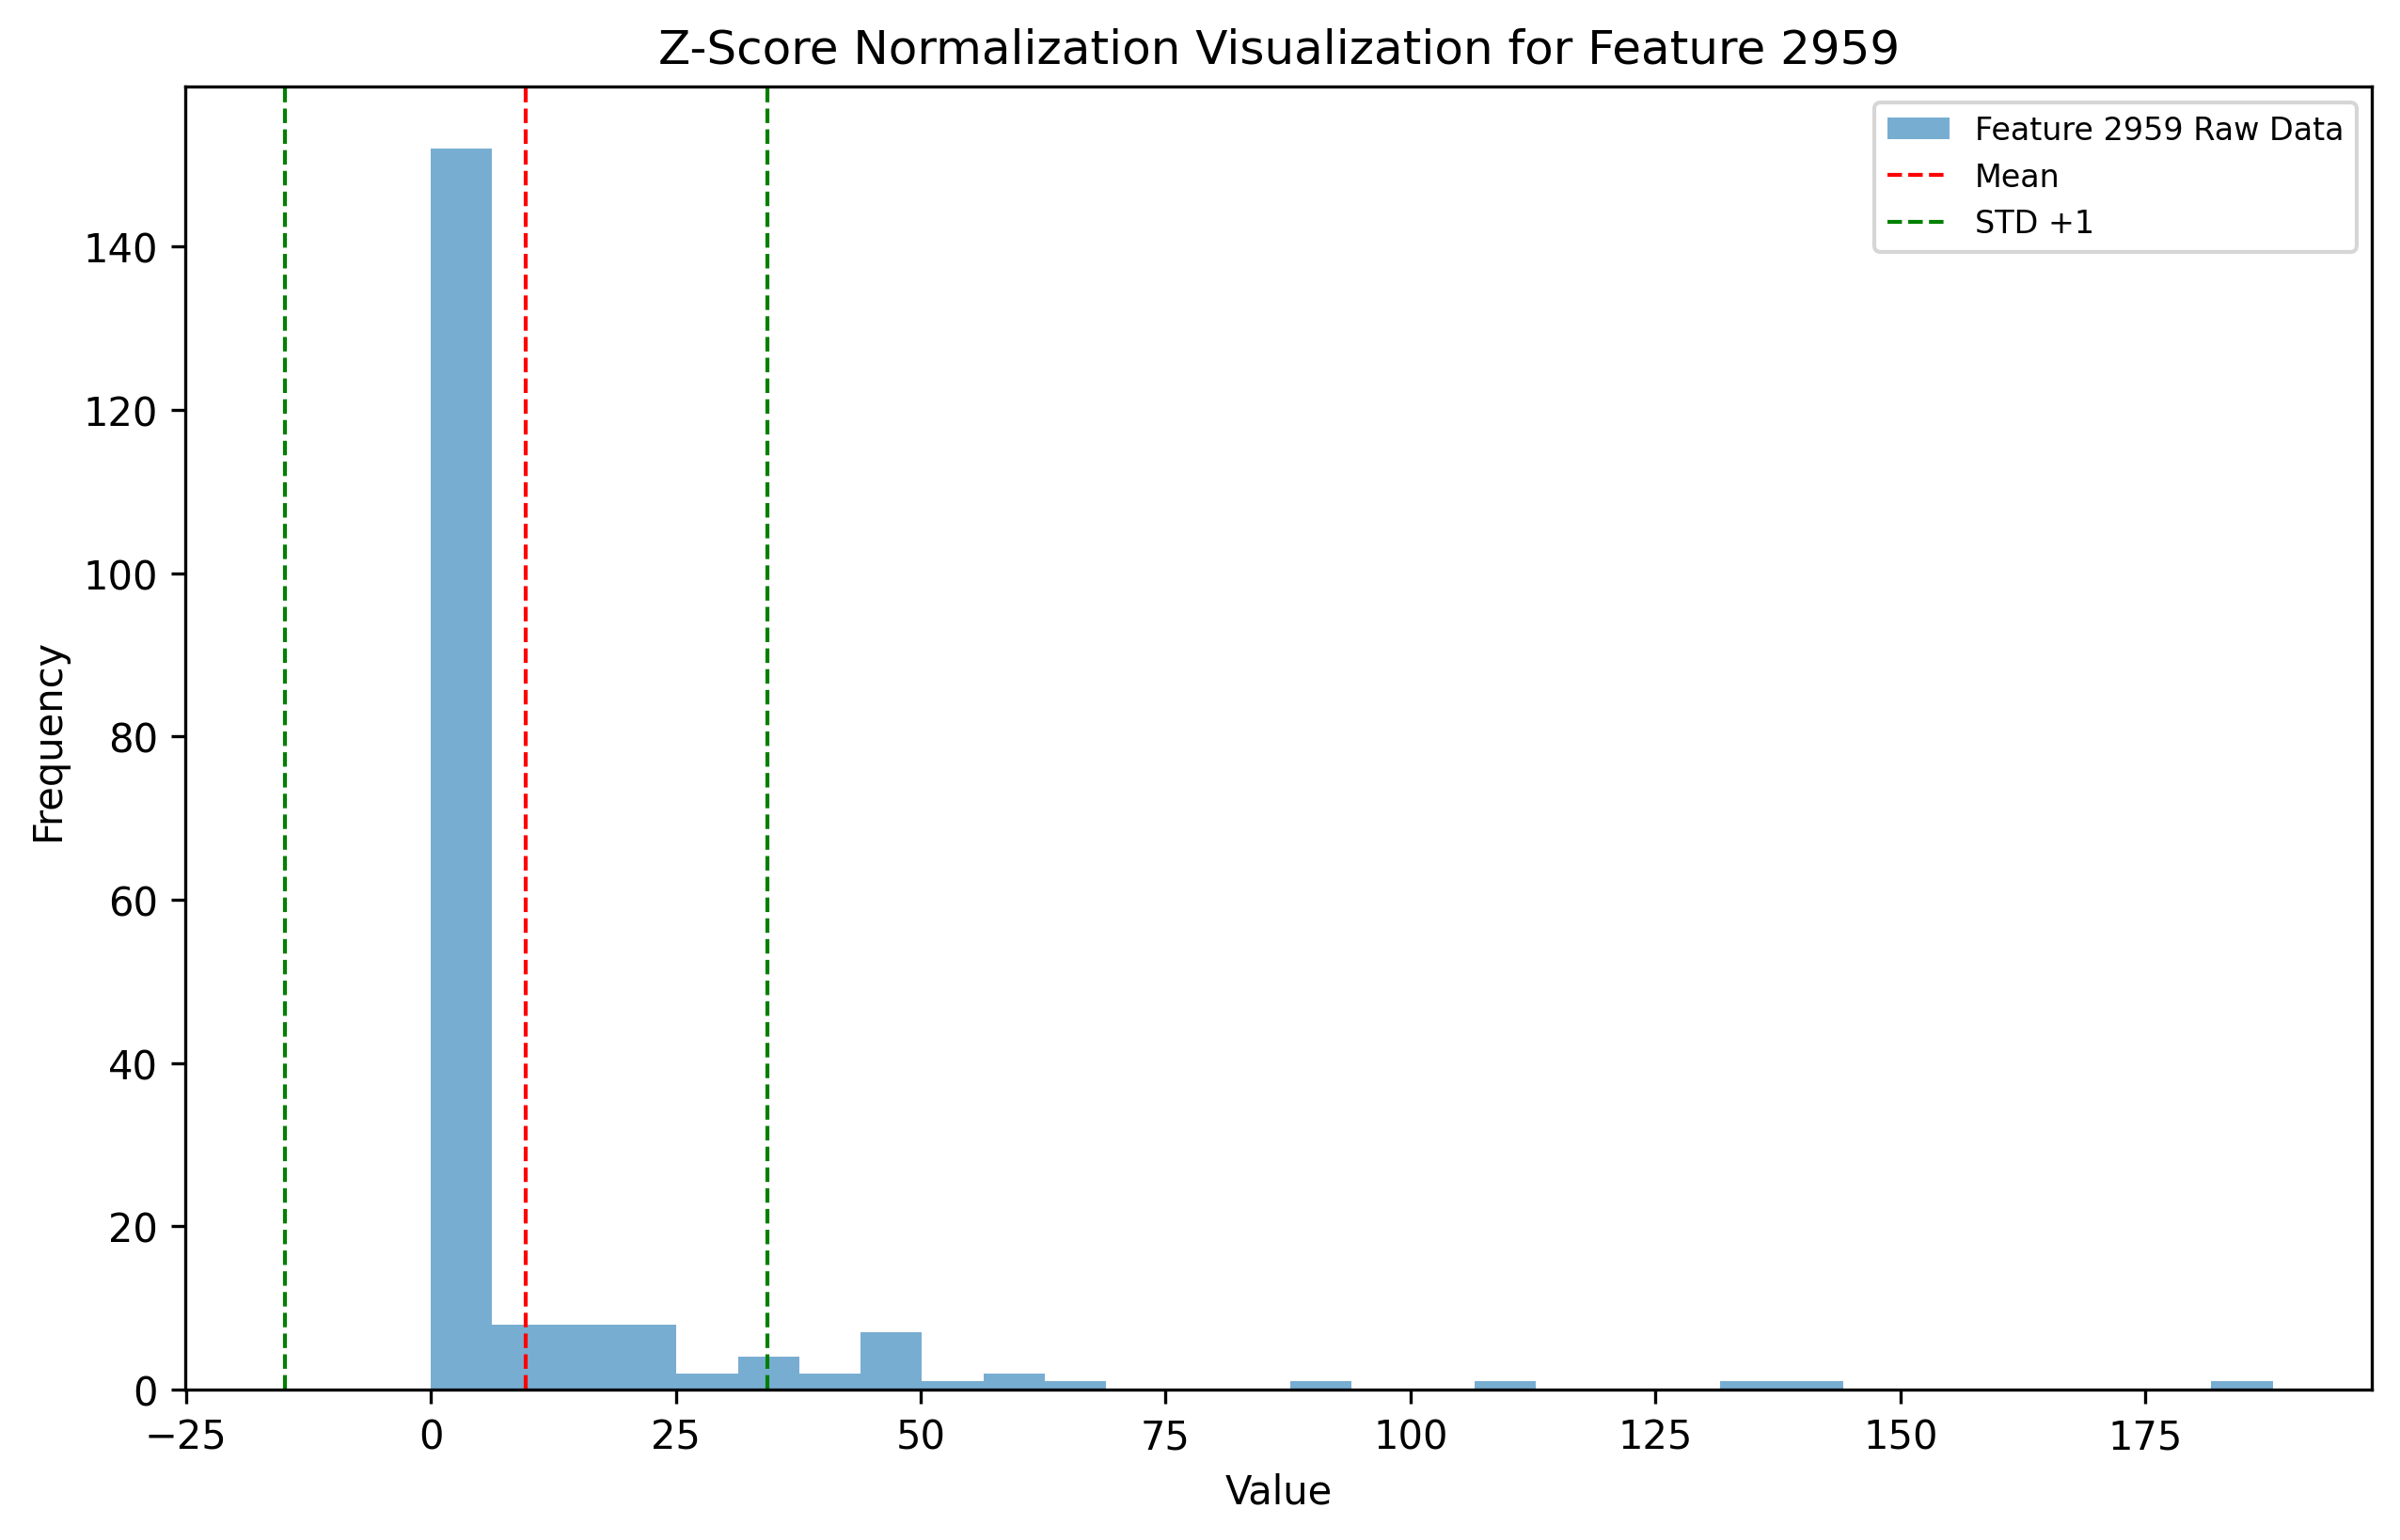 Z-Score Normalization Visualization for Feature 2959
Feature 2959 Raw Data
Mean
STD +1
Frequency
140
120
100
80
60
40
20
0
−25 0 25 50 75 100 125 150 175
Value